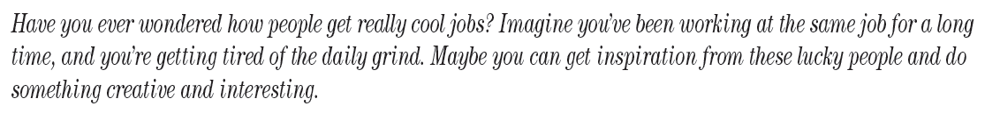 Have you ever wondered how people get really cool jobs? Imagine you’ve been working at the same job for a long
time, and you’re getting tired of the daily grind. Maybe you can get inspiration from these lucky people and do
something creative and interesting.